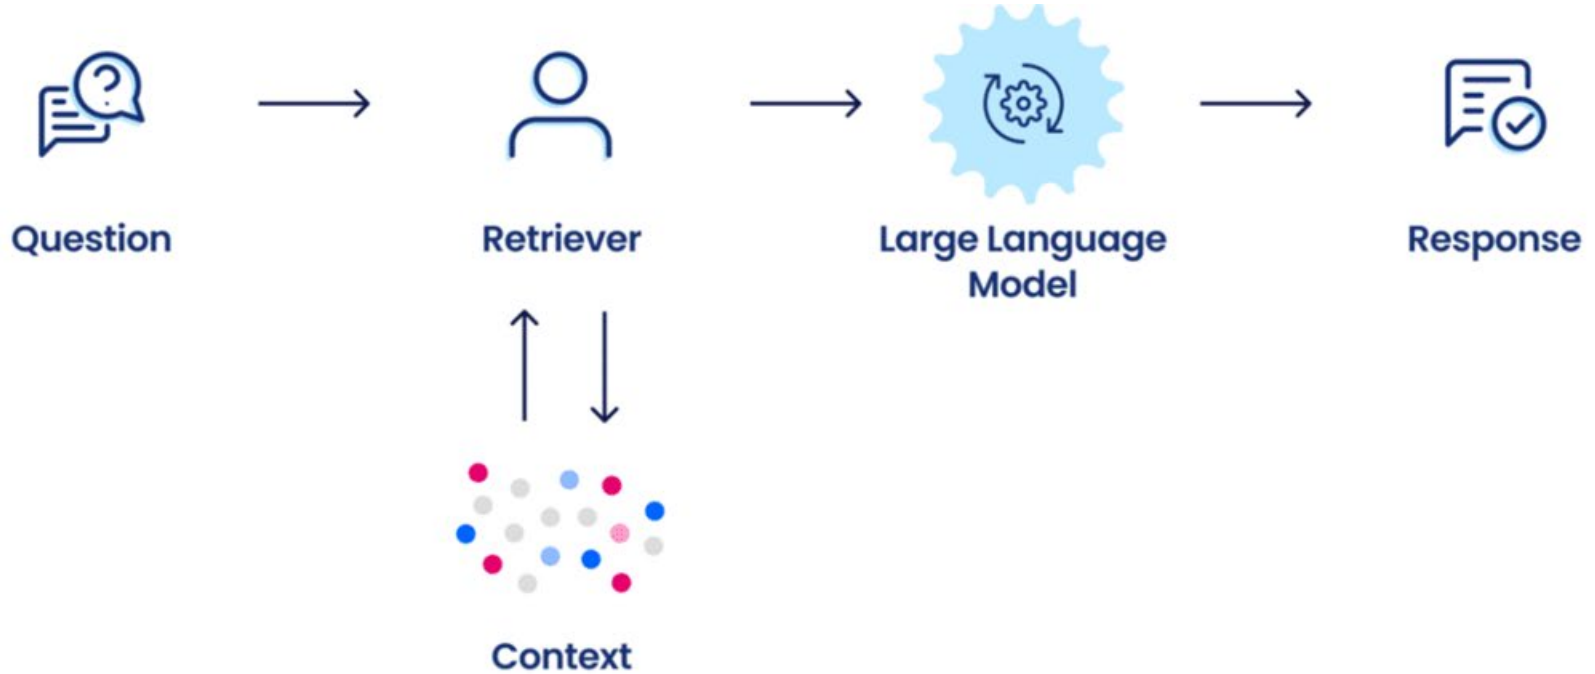 Question
Retriever
Large Language
Model
Response
Context